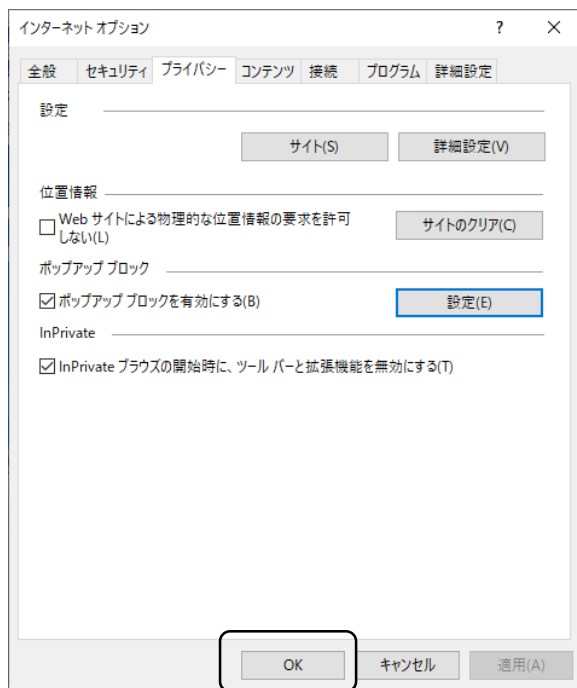 インターネット オプション ? ×
全般 セキュリティ プライバシー コンテンツ 接続 プログラム 詳細設定
設定
サイト(S) 詳細設定(V)
位置情報
Web サイトによる物理的な位置情報の要求を許可
しない(L)
サイトのクリア(C)
ポップアップ ブロック
ポップアップ ブロックを有効にする(B) 設定(E)
InPrivate
InPrivate ブラウズの開始時に、ツール バーと拡張機能を無効にする(T)
OK キャンセル 適用(A)